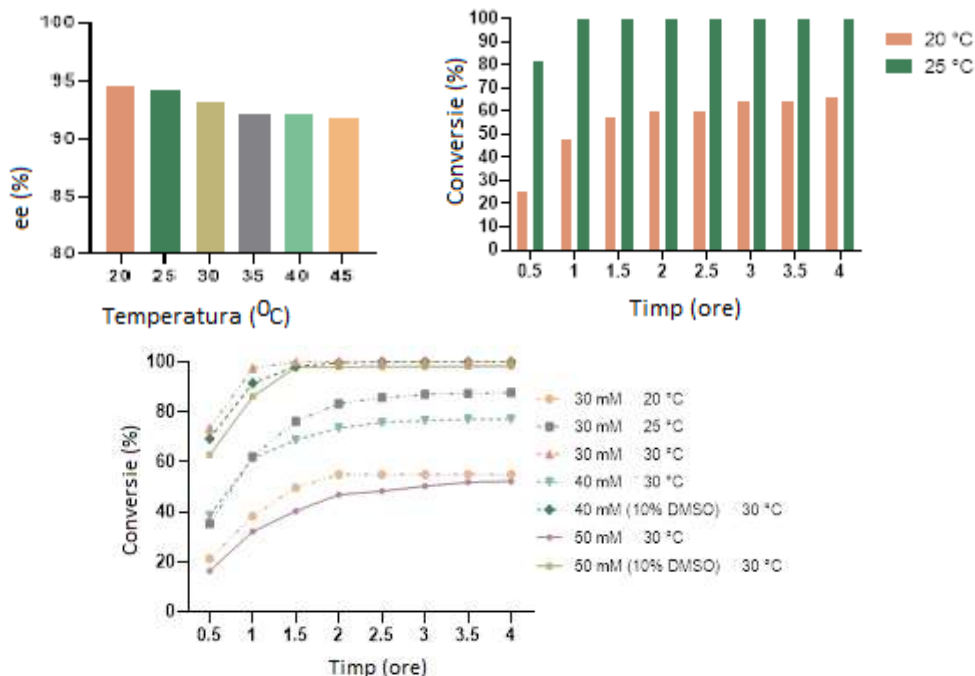 100
95
90
85
80
ee (%)
20 25 30 35 40 45
Temperatura (⁰C)
100
90
80
70
60
50
40
30
20
10
0
Conversie (%)
0.5 1 1.5 2 2.5 3 3.5 4
Timp (ore)
20 °C
25 °C
100
80
60
40
20
0
Conversie (%)
0.5 1 1.5 2 2.5 3 3.5 4
Timp (ore)
30 mM 20 °C
30 mM 25 °C
30 mM 30 °C
40 mM 30 °C
40 mM (10% DMSO) 30 °C
50 mM 30 °C
50 mM (10% DMSO) 30 °C